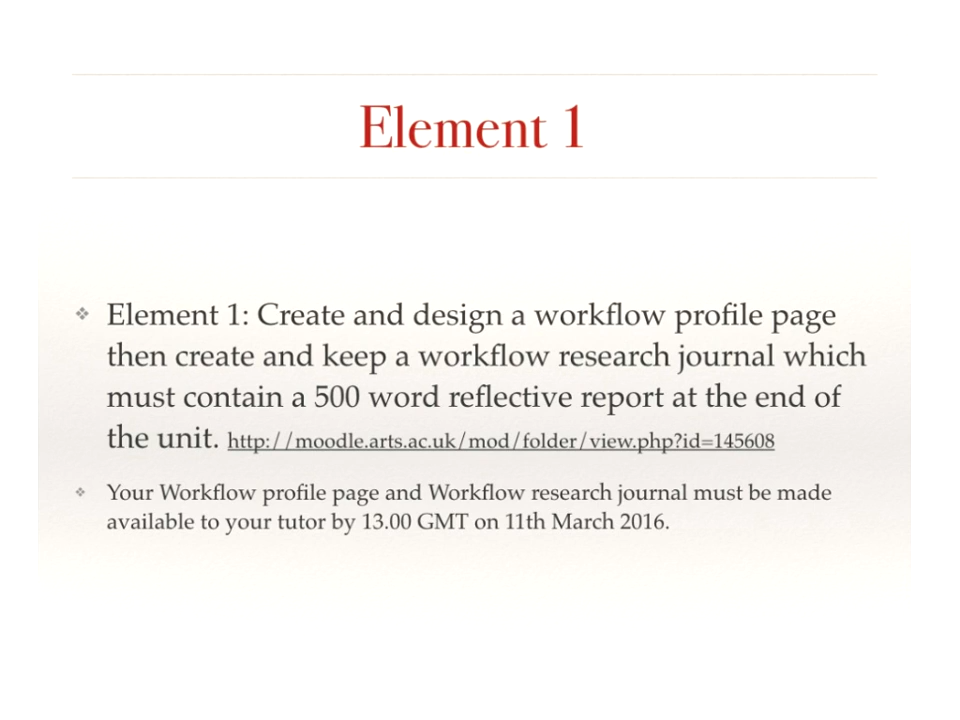 Element 1
Element 1: Create and design a workflow profile page
then create and keep a workflow research journal which
must contain a 500 word reflective report at the end of
the unit. http://moodle.arts.ac.uk/mod/folder/view.php?id=145608
Your Workflow profile page and Workflow research journal must be made
available to your tutor by 13.00 GMT on 11th March 2016.